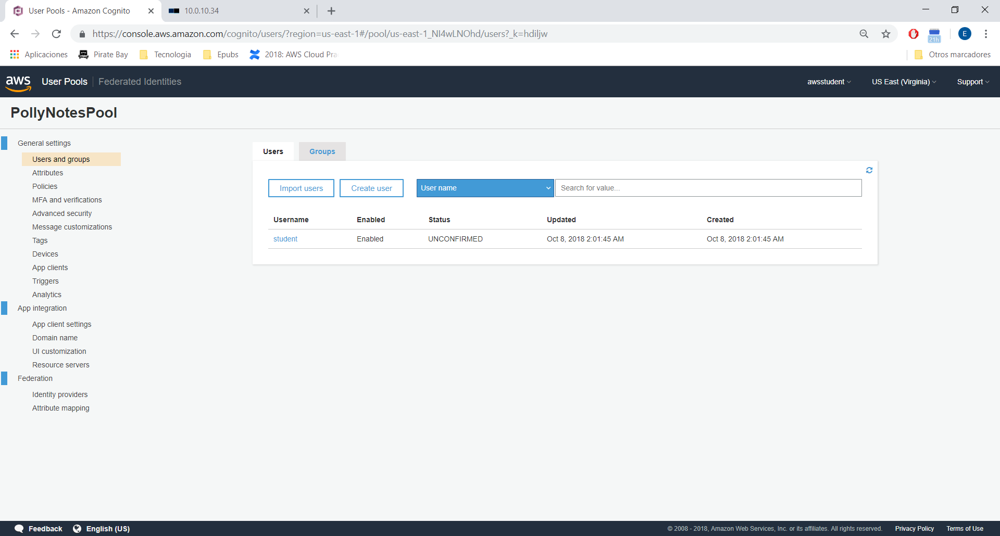 User Pools - Amazon Cognito
10.0.10.34
https://console.aws.amazon.com/cognito/users/?region=us-east-1#/pool/us-east-1_NI4wLNOhd/users?_k=hdiljw
21h
E
Aplicaciones
Pirate Bay
Tecnologia
Epubs
2018: AWS Cloud Pra
Otros marcadores
aws
User Pools
Federated Identities
awsstudent
US East (Virginia)
Support
PollyNotesPool
General settings
Users and groups
Attributes
Policies
MFA and verifications
Advanced security
Message customizations
Tags
Devices
App clients
Triggers
Analytics
App integration
App client settings
Domain name
UI customization
Resource servers
Federation
Identity providers
Attribute mapping
Users
Groups
Import users
Create user
User name
Search for value...
Username Enabled Status Updated Created
student Enabled UNCONFIRMED Oct 8, 2018 2:01:45 AM Oct 8, 2018 2:01:45 AM
Feedback
English (US)
© 2008 - 2018, Amazon Web Services, Inc. or its affiliates. All rights reserved.
Privacy Policy
Terms of Use